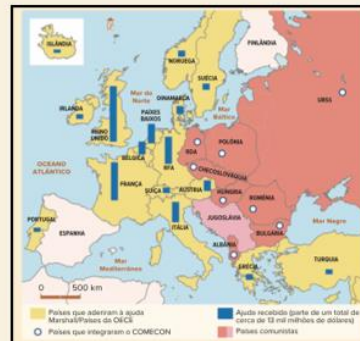 ISLÂNDIA
NORUEGA
FINLÂNDIA
SUÉCIA
URSS
Mar do
Norte
DINAMARCA
Mar
Báltico
IRLANDA
PAÍSES
BAIXOS
REINO
UNIDO
RDA
POLÓNIA
BÉLGICA
RFA
CHECOSLOVÁQUIA
OCEANO
ATLÂNTICO
FRANÇA
SUÍÇA
ÁUSTRIA
HUNGRIA
ROMÉNIA
ITÁLIA
JUGOSLÁVIA
Mar Negro
PORTUGAL
ESPANHA
BULGÁRIA
ALBÂNIA
Mar
Mediterrâneo
GRÉCIA
TURQUIA
0 500 km
Países que aderiram à ajuda
Marshall/Países da OECE
Países que integraram o COMECON
Ajuda recebida (parte de um total de
cerca de 13 mil milhões de dólares)
Países comunistas